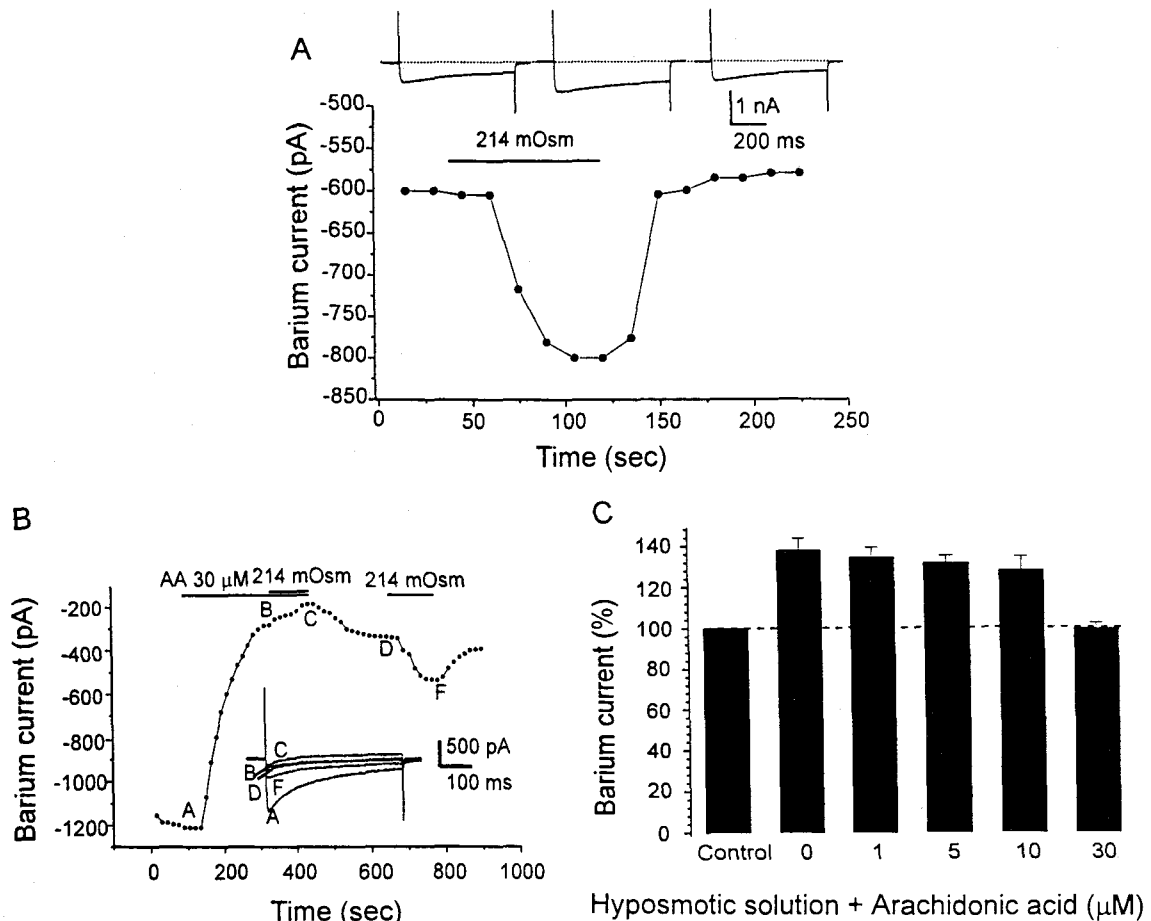 A
1 nA
200 ms
Barium current (pA)
-500
-550
-600
-650
-700
-750
-800
-850
214 mOsm
0
50
100
150
200
250
Time (sec)
B
AA 30 μM
214 mOsm
214 mOsm
Barium current (pA)
-200
-400
-600
-800
-1000
-1200
A
B
C
D
F
C
B
D
F
A
500 pA
100 ms
0
200
400
600
800
1000
Time (sec)
C
Barium current (%)
140
120
100
80
60
40
20
0
Control
0
1
5
10
30
Hyposmotic solution + Arachidonic acid (μM)